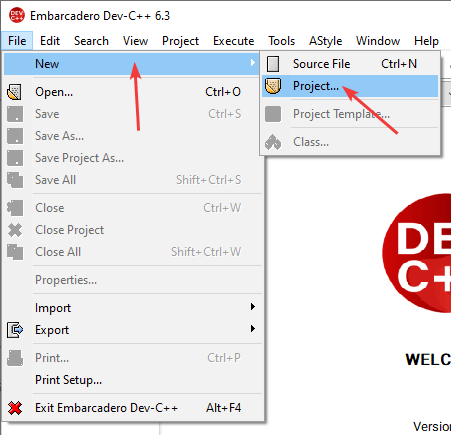 DEV
C++
Embarcadero Dev-C++ 6.3
File Edit Search View Project Execute Tools AStyle Window Help
New
Open... Ctrl+O
Save Ctrl+S
Save As...
Save Project As...
Save All Shift+Ctrl+S
Close Ctrl+W
Close Project
Close All Shift+Ctrl+W
Properties...
Import
Export
Print... Ctrl+P
Print Setup...
Exit Embarcadero Dev-C++ Alt+F4
Source File Ctrl+N
Project...
Project Template...
Class...
DE
C+
WELC
Versio